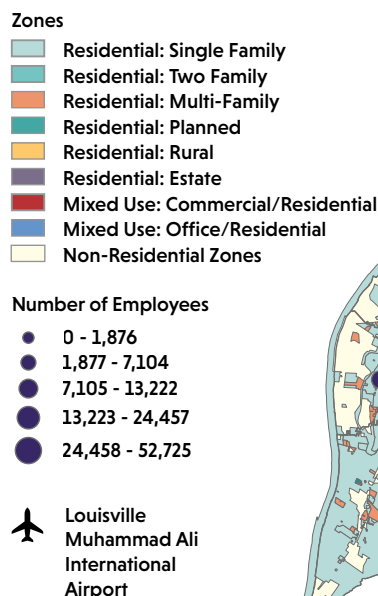 Zones
Residential: Single Family
Residential: Two Family
Residential: Multi-Family
Residential: Planned
Residential: Rural
Residential: Estate
Mixed Use: Commercial/Residential
Mixed Use: Office/Residential
Non-Residential Zones
Number of Employees
0 - 1,876
1,877 - 7,104
7,105 - 13,222
13,223 - 24,457
24,458 - 52,725
Louisville
Muhammad Ali
International
Airport